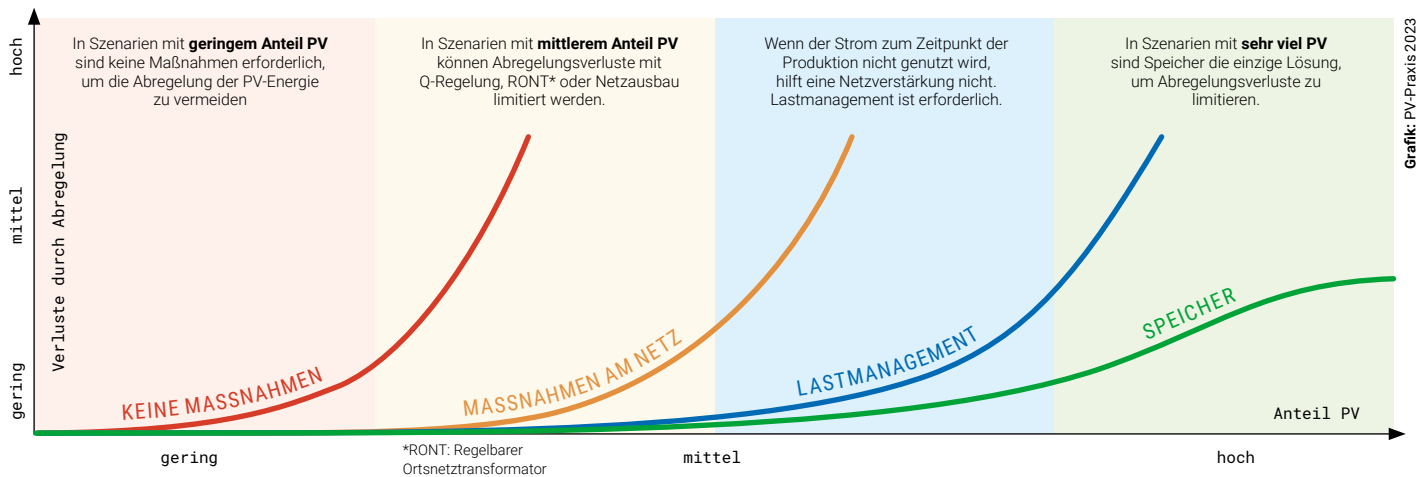 In Szenarien mit geringem Anteil PV
sind keine Maßnahmen erforderlich,
um die Abregelung der PV-Energie
zu vermeiden
In Szenarien mit mittlerem Anteil PV
können Abregelungsverluste mit
Q-Regelung, RONT* oder Netzausbau
limitiert werden.
Wenn der Strom zum Zeitpunkt der
Produktion nicht genutzt wird,
hilft eine Netzverstärkung nicht.
Lastmanagement ist erforderlich.
In Szenarien mit sehr viel PV
sind Speicher die einzige Lösung,
um Abregelungsverluste zu
limitieren.
Grafik: PV-Praxis 2023
hoch
mittel
gering
Verluste durch Abregelung
KEINE MASSNAHMEN
MASSNAHMEN AM NETZ
LASTMANAGEMENT
SPEICHER
Anteil PV
gering
*RONT: Regelbarer
Ortsnetztransformator
mittel
hoch